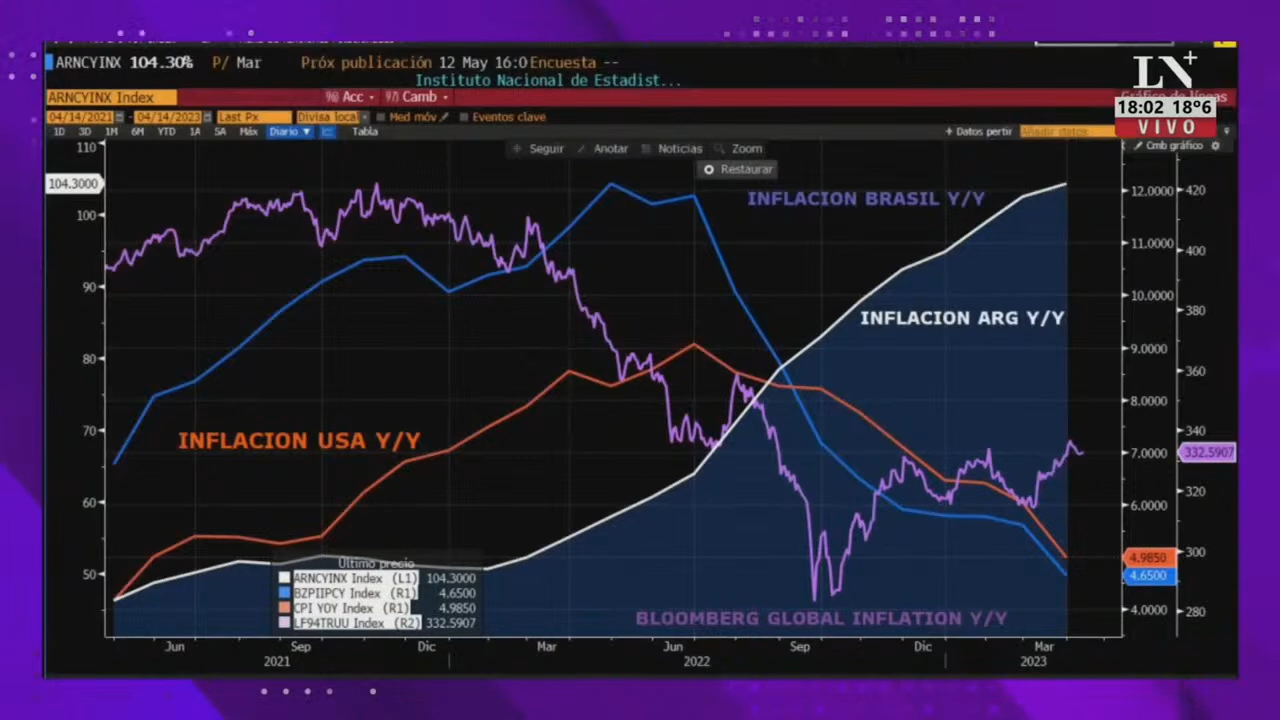 LN+
18:02 18°6
VIVO
ARNCYINX 104.30% P/ Mar Próx publicación 12 May 16:0 Encuesta --
Instituto Nacional de Estadist...
ARNCYINX Index Acc Camb Gráfico de líneas
04/14/2021 - 04/14/2023 Last Px Divisa local Med móv Eventos clave
1D 3D 1M 6M YTD 1A 5A Máx Diario ▼ Tabla + Datos pertir Añadir datos Cmb gráfico
Seguir Anotar Noticias Zoom
Restaurar
INFLACION BRASIL Y/Y
INFLACION ARG Y/Y
INFLACION USA Y/Y
BLOOMBERG GLOBAL INFLATION Y/Y
110
104.3000
100
90
80
70
60
50
12.0000
11.0000
10.0000
9.0000
8.0000
7.0000
6.0000
4.9850
4.6500
4.0000
420
400
380
360
340
332.5907
320
300
280
Último precio
ARNCYINX Index (L1) 104.3000
BZPIIPCY Index (R1) 4.6500
CPI YOY Index (R1) 4.9850
LF94TRUU Index (R2) 332.5907
Jun Sep Dic Mar Jun Sep Dic Mar
2021 2022 2023